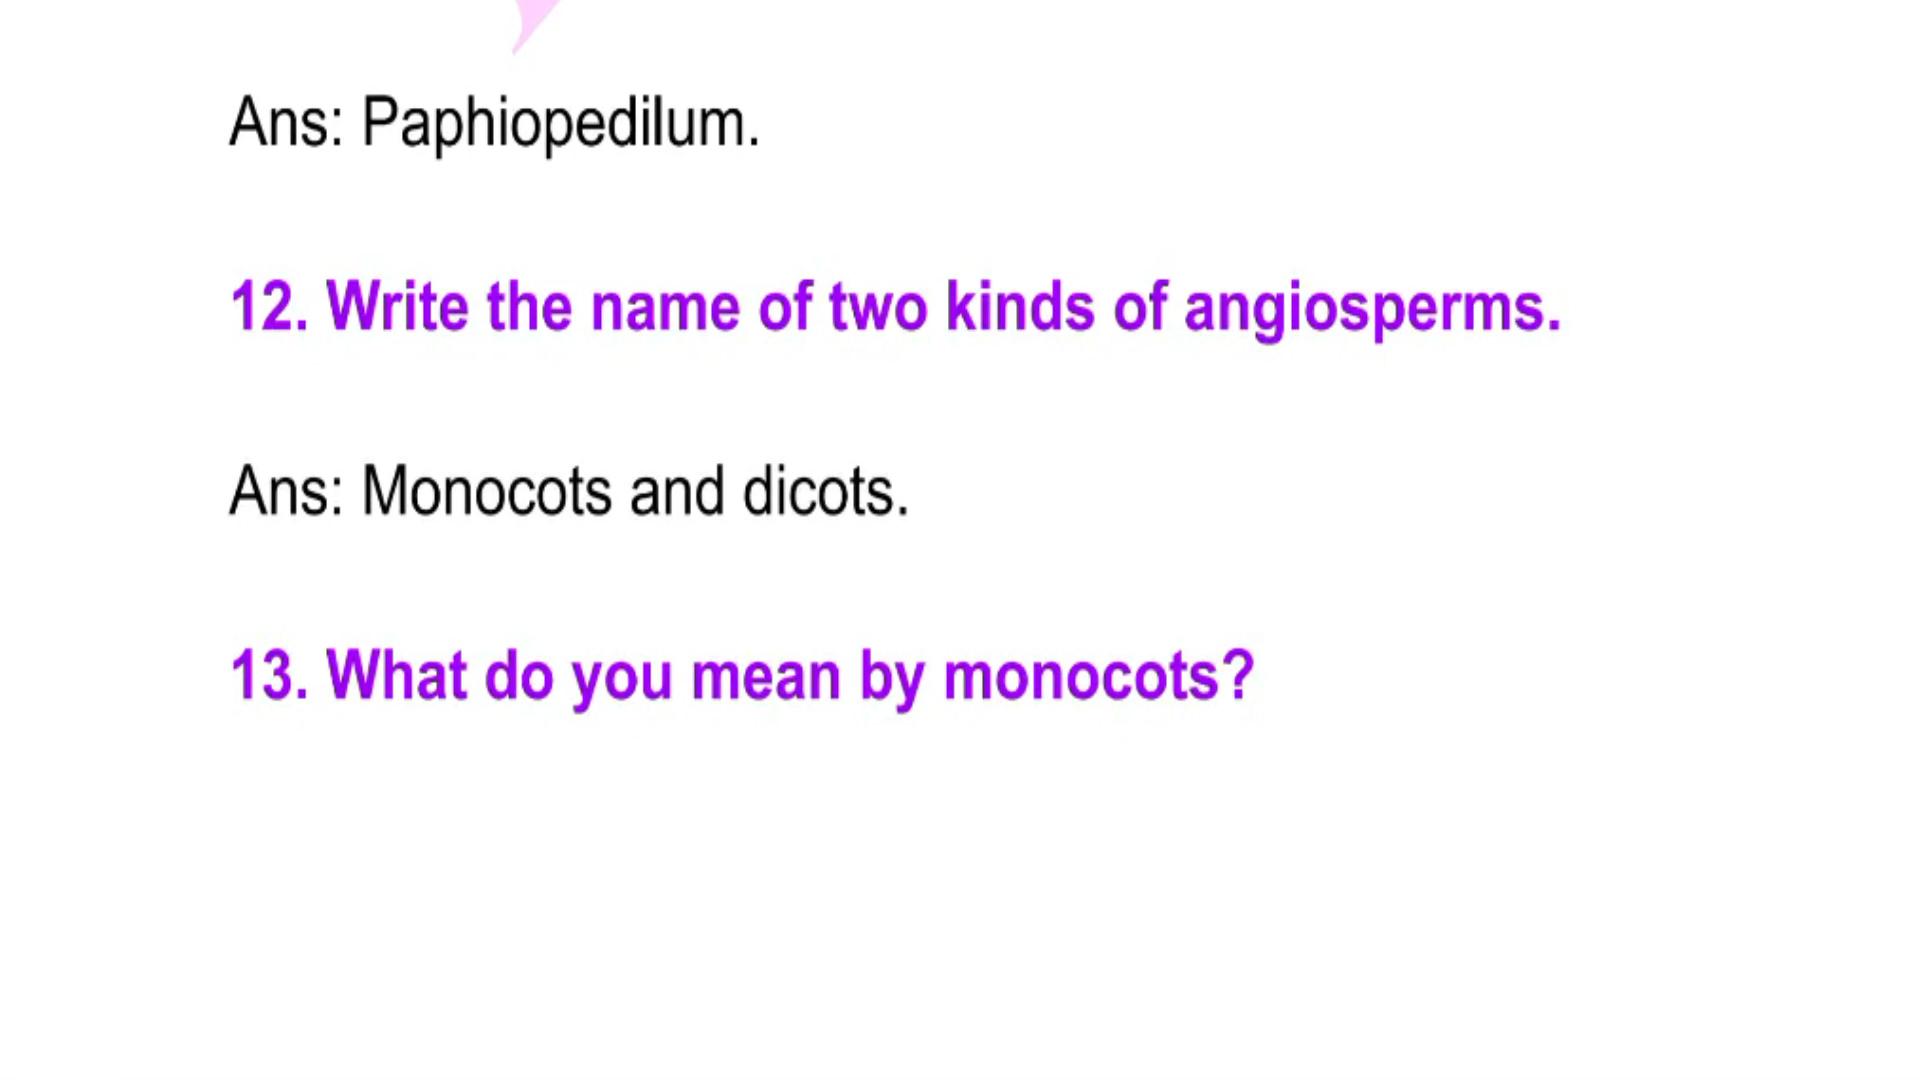 Ans: Paphiopedilum.
12. Write the name of two kinds of angiosperms.
Ans: Monocots and dicots.
13. What do you mean by monocots?